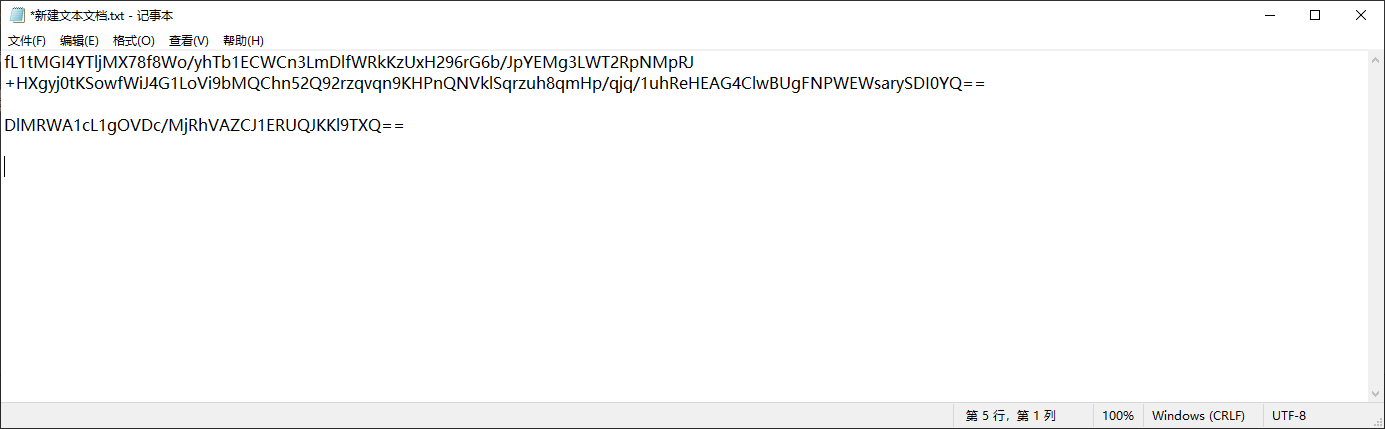 *新建文本文档.txt - 记事本
文件(F) 编辑(E) 格式(O) 查看(V) 帮助(H)
fL1tMGI4YTljMX78f8Wo/yhTb1ECWCn3LmDlfWRkKzUxH296rG6b/JpYEMg3LWT2RpNMpRJ
+HXgyj0tKSowfWiJ4G1LoVi9bMQChn52Q92rzqvqn9KHPnQNVklSqrzuh8qmHp/qjq/1uhReHEAG4ClwBUgFNPWEWsarySDI0YQ==
DlMRWA1cL1gOVDc/MjRhVAZCJ1ERUQJKKl9TXQ==
第 5 行，第 1 列 100% Windows (CRLF) UTF-8